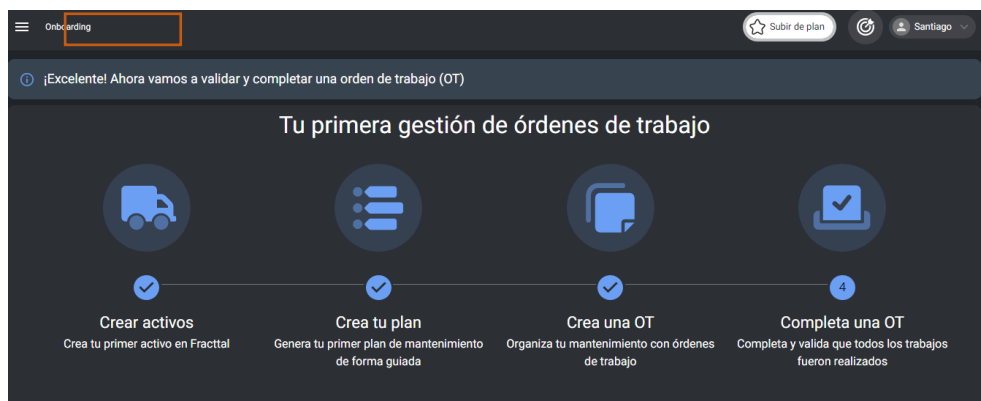 Onboarding
Subir de plan
Santiago
¡Excelente! Ahora vamos a validar y completar una orden de trabajo (OT)
Tu primera gestión de órdenes de trabajo
4
Crear activos
Crea tu primer activo en Fracttal
Crea tu plan
Genera tu primer plan de mantenimiento
de forma guiada
Crea una OT
Organiza tu mantenimiento con órdenes
de trabajo
Completa una OT
Completa y valida que todos los trabajos
fueron realizados